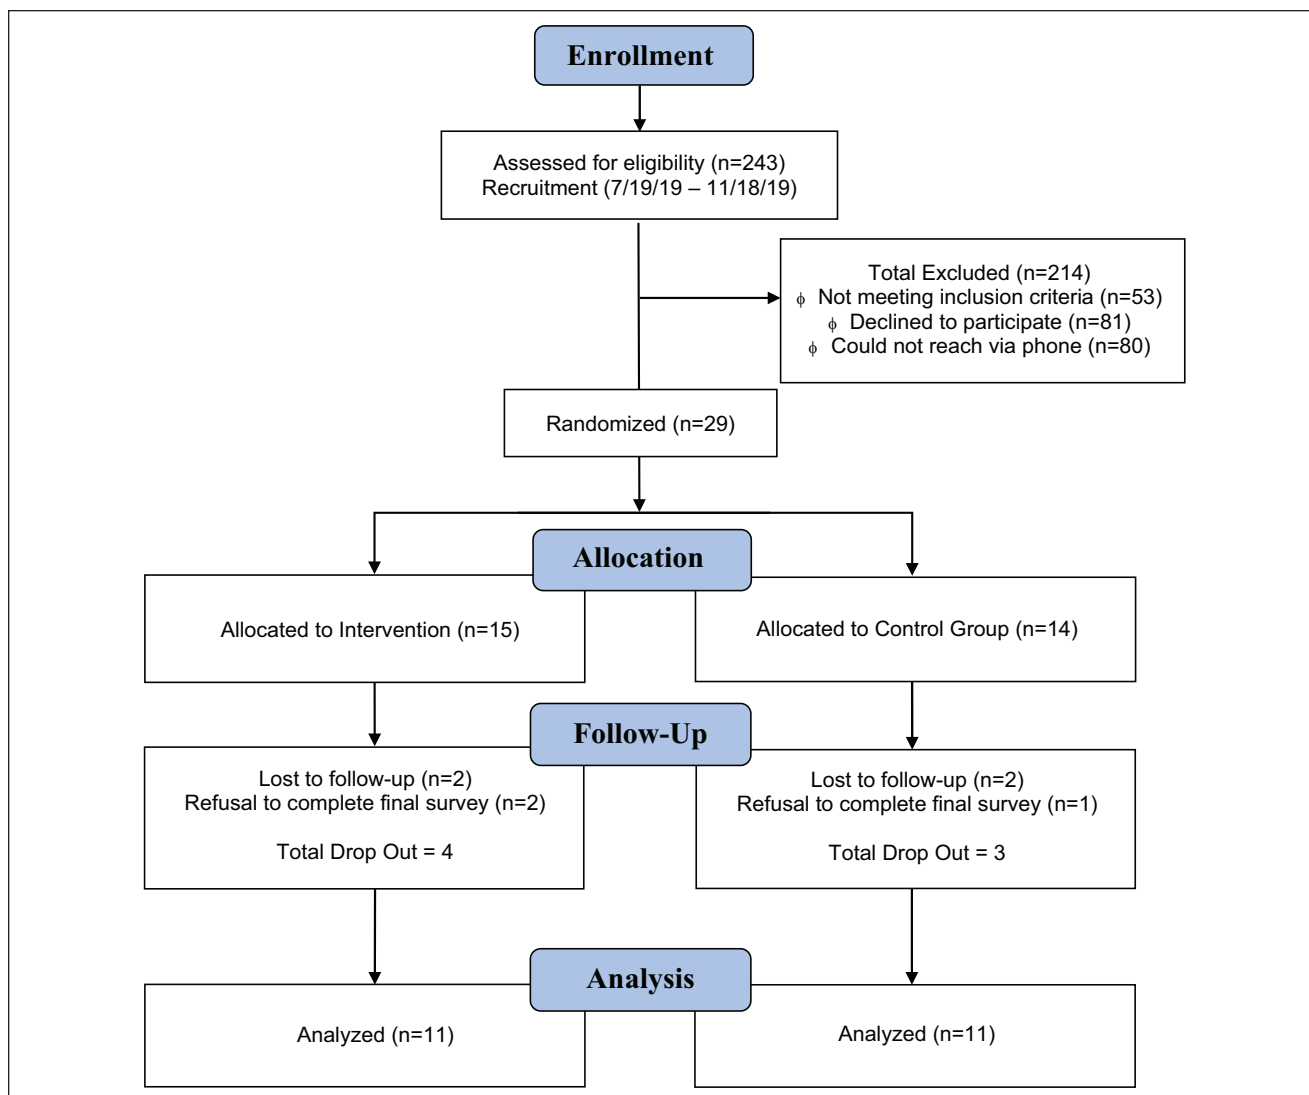 Enrollment
Assessed for eligibility (n=243)
Recruitment (7/19/19 – 11/18/19)
Total Excluded (n=214)
ϕ Not meeting inclusion criteria (n=53)
ϕ Declined to participate (n=81)
ϕ Could not reach via phone (n=80)
Randomized (n=29)
Allocation
Allocated to Intervention (n=15)
Allocated to Control Group (n=14)
Follow-Up
Lost to follow-up (n=2)
Refusal to complete final survey (n=2)
Total Drop Out = 4
Lost to follow-up (n=2)
Refusal to complete final survey (n=1)
Total Drop Out = 3
Analysis
Analyzed (n=11)
Analyzed (n=11)